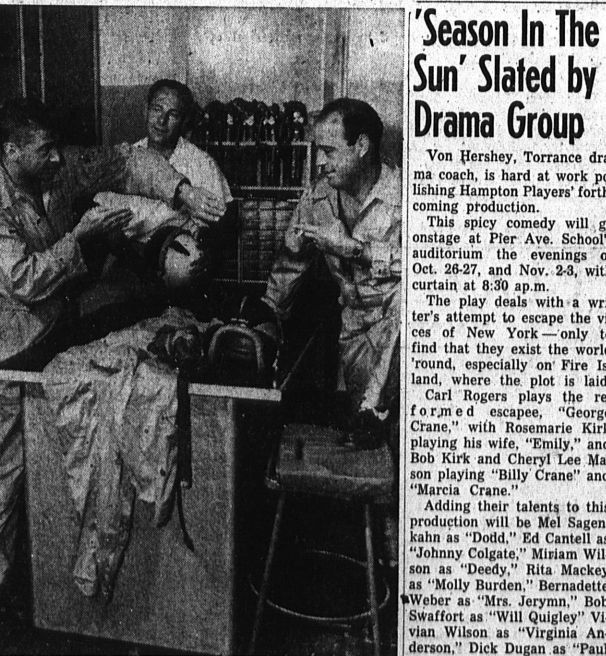 'Season In The
Sun' Slated by
Drama Group
Von Hershey, Torrance dra
ma coach, is hard at work po
lishing Hampton Players' forth
coming production.
This spicy comedy will g
onstage at Pier Ave. School'
auditorium the evenings o
Oct. 26-27, and Nov. 2-3, wit
curtain at 8:30 ap.m.
The play deals with a wri
ter's attempt to escape the vi
ces of New York — only t
find that they exist the world
'round, especially on Fire Is
land, where the plot is laid
Carl Rogers plays the re
formed escapee, "George
Crane," with Rosemarie Kirk
playing his wife, "Emily," and
Bob Kirk and Cheryl Lee Ma
son playing "Billy Crane" and
"Marcia Crane."
Adding their talents to this
production will be Mel Sagen
kahn as "Dodd," Ed Cantell as
"Johnny Colgate," Miriam Wil
son as "Deedy," Rita Mackey
as "Molly Burden," Bernadette
Weber as "Mrs. Jerymn," Bob
Swaffort as "Will Quigley" Vi
vian Wilson as "Virginia An
derson," Dick Dugan as "Paul